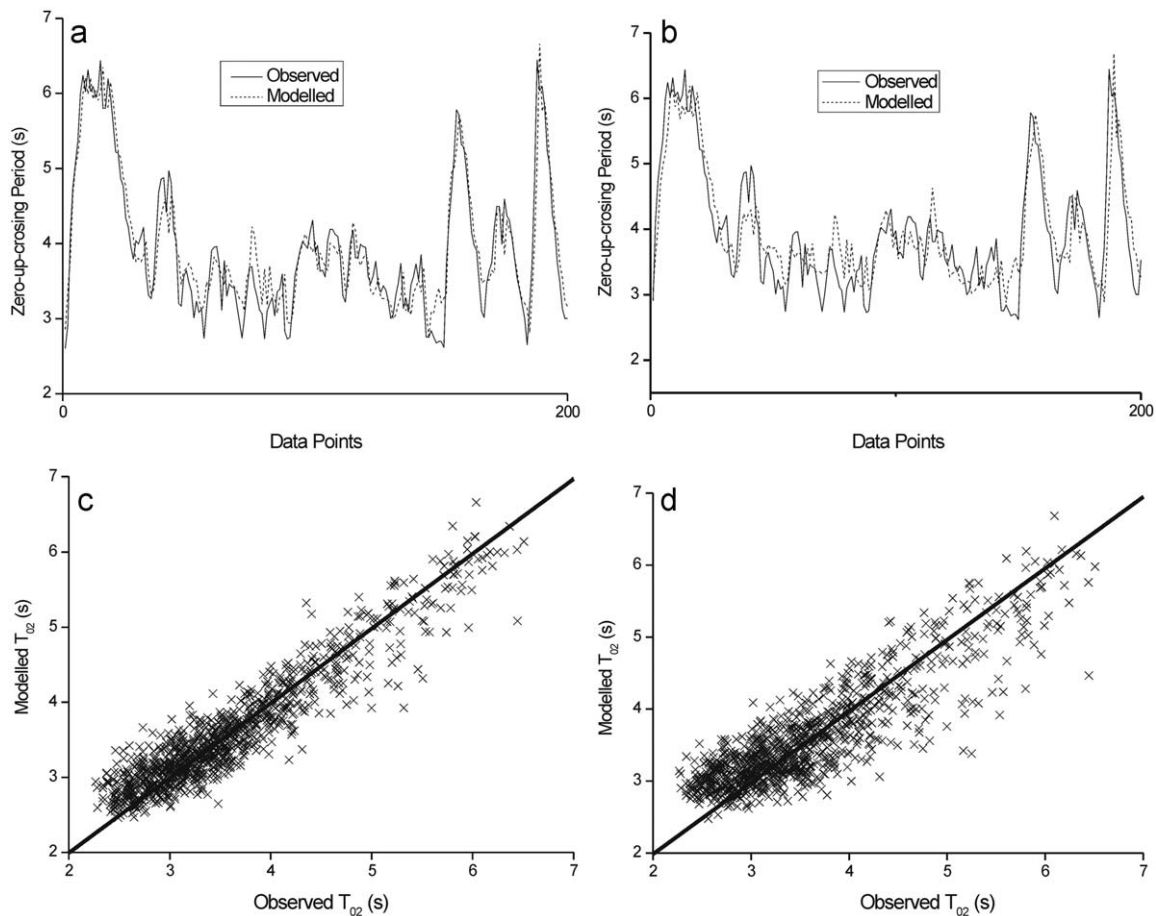 a
7
6
5
4
3
2
Zero-up-crosing Period (s)
Observed
Modelled
0
200
Data Points
b
7
6
5
4
3
2
Zero-up-crosing Period (s)
Observed
Modelled
0
200
Data Points
c
7
6
5
4
3
2
Modelled T02 (s)
2
3
4
5
6
7
Observed T02 (s)
d
7
6
5
4
3
2
Modelled T02 (s)
2
3
4
5
6
7
Observed T02 (s)